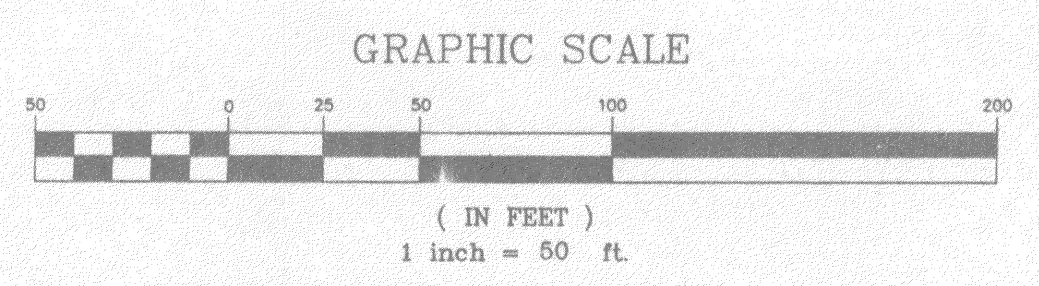 GRAPHIC SCALE
50 0 25 50 100 200
( IN FEET )
1 inch = 50 ft.